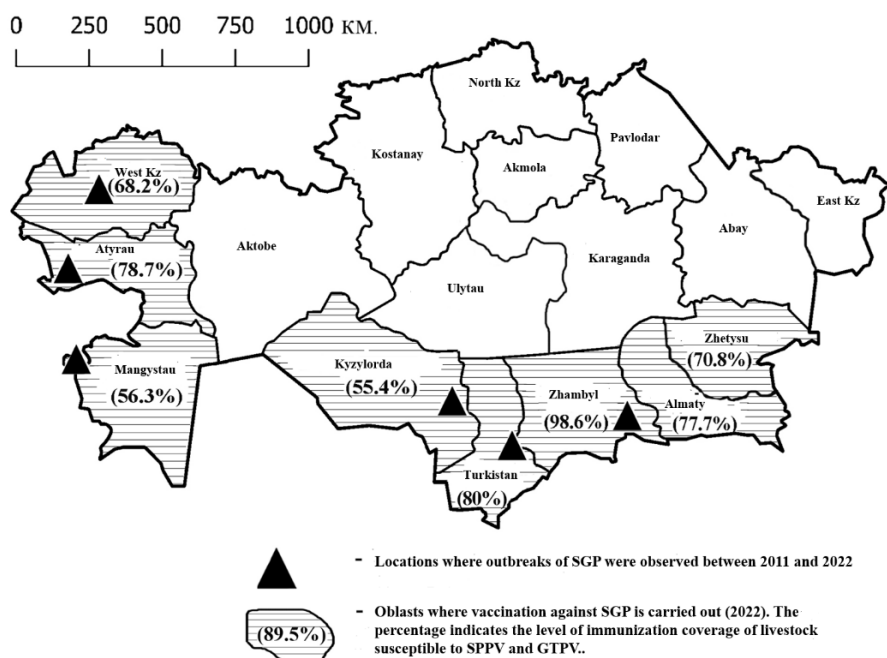 0 250 500 750 1000 КМ.
North Kz
Pavlodar
Kostanay
Akmola
West Kz
(68.2%)
East Kz
Abay
Atyrau
(78.7%)
Aktobe
Karaganda
Ulytau
Zhetysu
(70.8%)
Mangystau
(56.3%)
Kyzylorda
(55.4%)
Zhambyl
(98.6%)
Almaty
(77.7%)
Turkistan
(80%)
- Locations where outbreaks of SGP were observed between 2011 and 2022
(89.5%)
- Oblasts where vaccination against SGP is carried out (2022). The
percentage indicates the level of immunization coverage of livestock
susceptible to SPPV and GTPV..